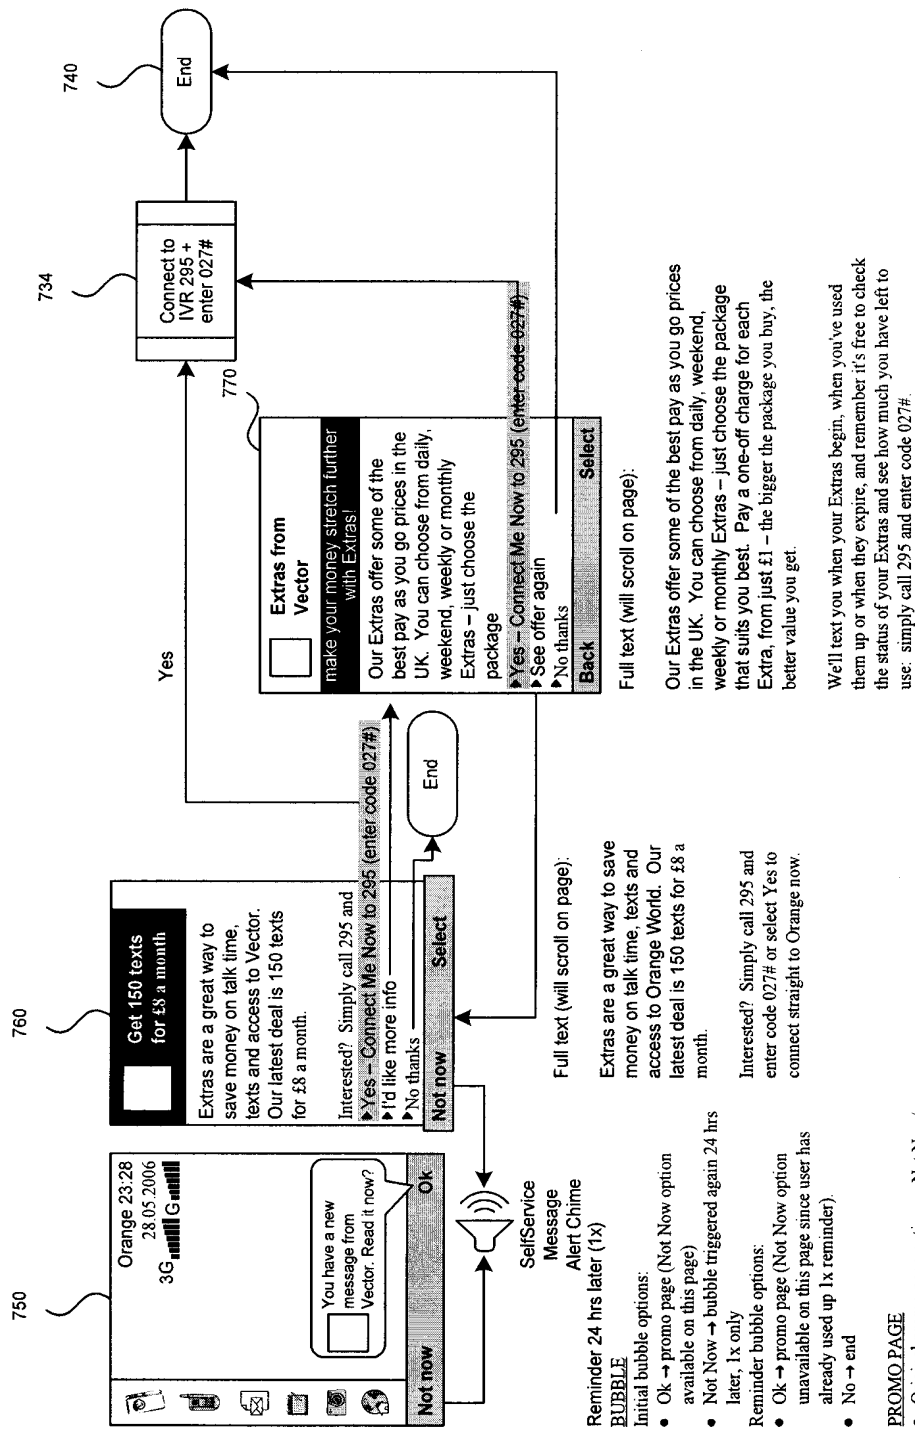 750
Orange 23:28
28.05.2006
3G
G
You have a new
message from
Vector. Read it now?
Not now
Ok
760
Get 150 texts
for £8 a month
Extras are a great way to
save money on talk time,
texts and access to Vector.
Our latest deal is 150 texts
for £8 a month.
Interested? Simply call 295 and
Yes – Connect Me Now to 295 (enter code 027#)
I'd like more info
No thanks
Not now
Select
End
Yes
770
Extras from
Vector
make your money stretch further
with Extras!
Our Extras offer some of the
best pay as you go prices in the
UK. You can choose from daily,
weekend, weekly or monthly
Extras – just choose the
package
Yes – Connect Me Now to 295 (enter code 027#)
See offer again
No thanks
Back
Select
734
Connect to
IVR 295 +
enter 027#
740
End
SelfService
Message
Alert Chime
Reminder 24 hrs later (1x)
BUBBLE
Initial bubble options:
• Ok → promo page (Not Now option
available on this page)
• Not Now → bubble triggered again 24 hrs
later, 1x only
Reminder bubble options:
• Ok → promo page (Not Now option
unavailable on this page since user has
already used up 1x reminder).
• No → end
PROMO PAGE
Full text (will scroll on page):
Extras are a great way to save
money on talk time, texts and
access to Orange World. Our
latest deal is 150 texts for £8 a
month.
Interested? Simply call 295 and
enter code 027# or select Yes to
connect straight to Orange now.
Full text (will scroll on page):
Our Extras offer some of the best pay as you go prices
in the UK. You can choose from daily, weekend,
weekly or monthly Extras – just choose the package
that suits you best. Pay a one-off charge for each
Extra, from just £1 – the bigger the package you buy, the
better value you get.
We'll text you when your Extras begin, when you've used
them up or when they expire, and remember it's free to check
the status of your Extras and see how much you have left to
use: simply call 295 and enter code 027#.